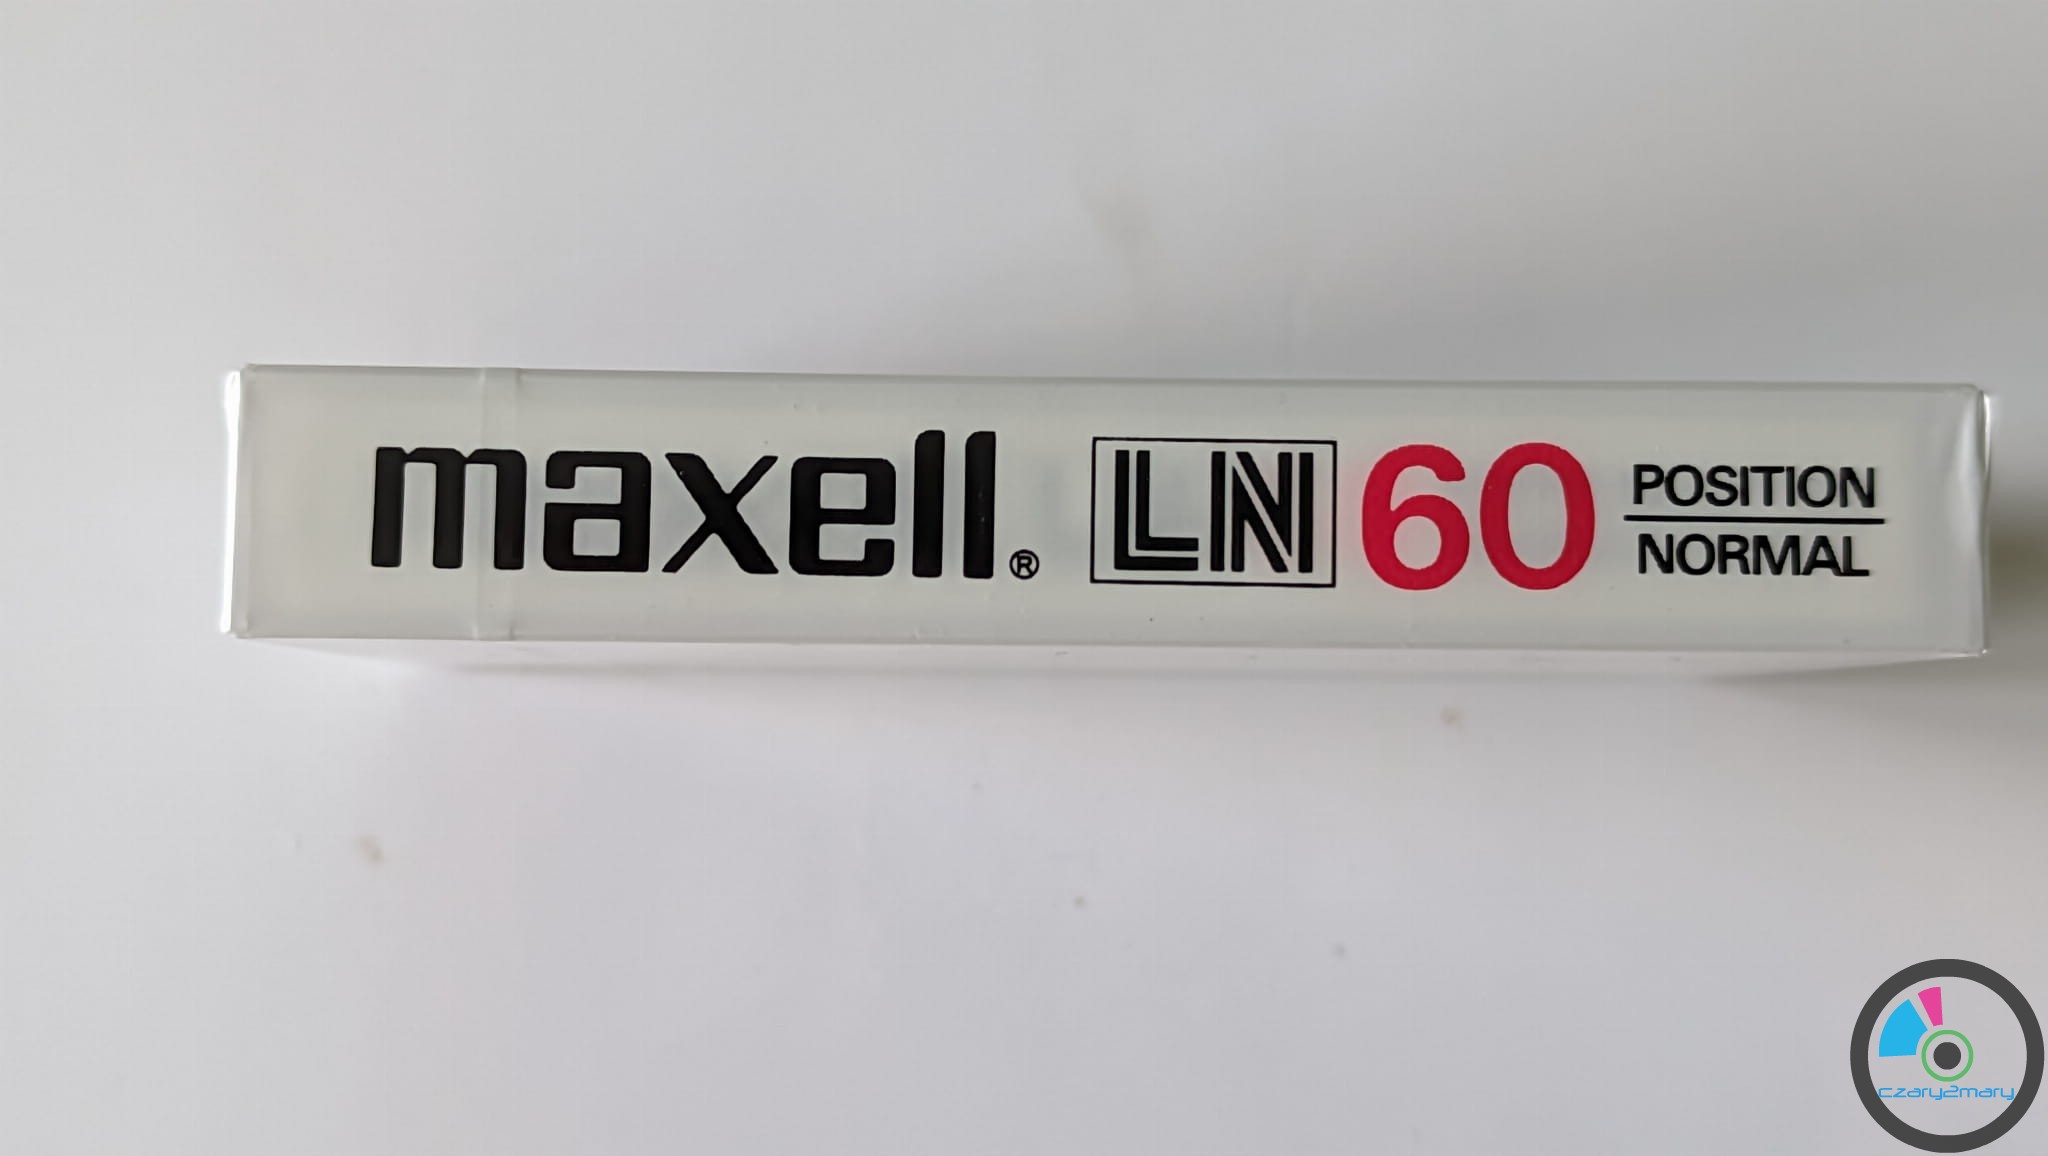 maxell® LN 60 POSITION
NORMAL
czary2mary